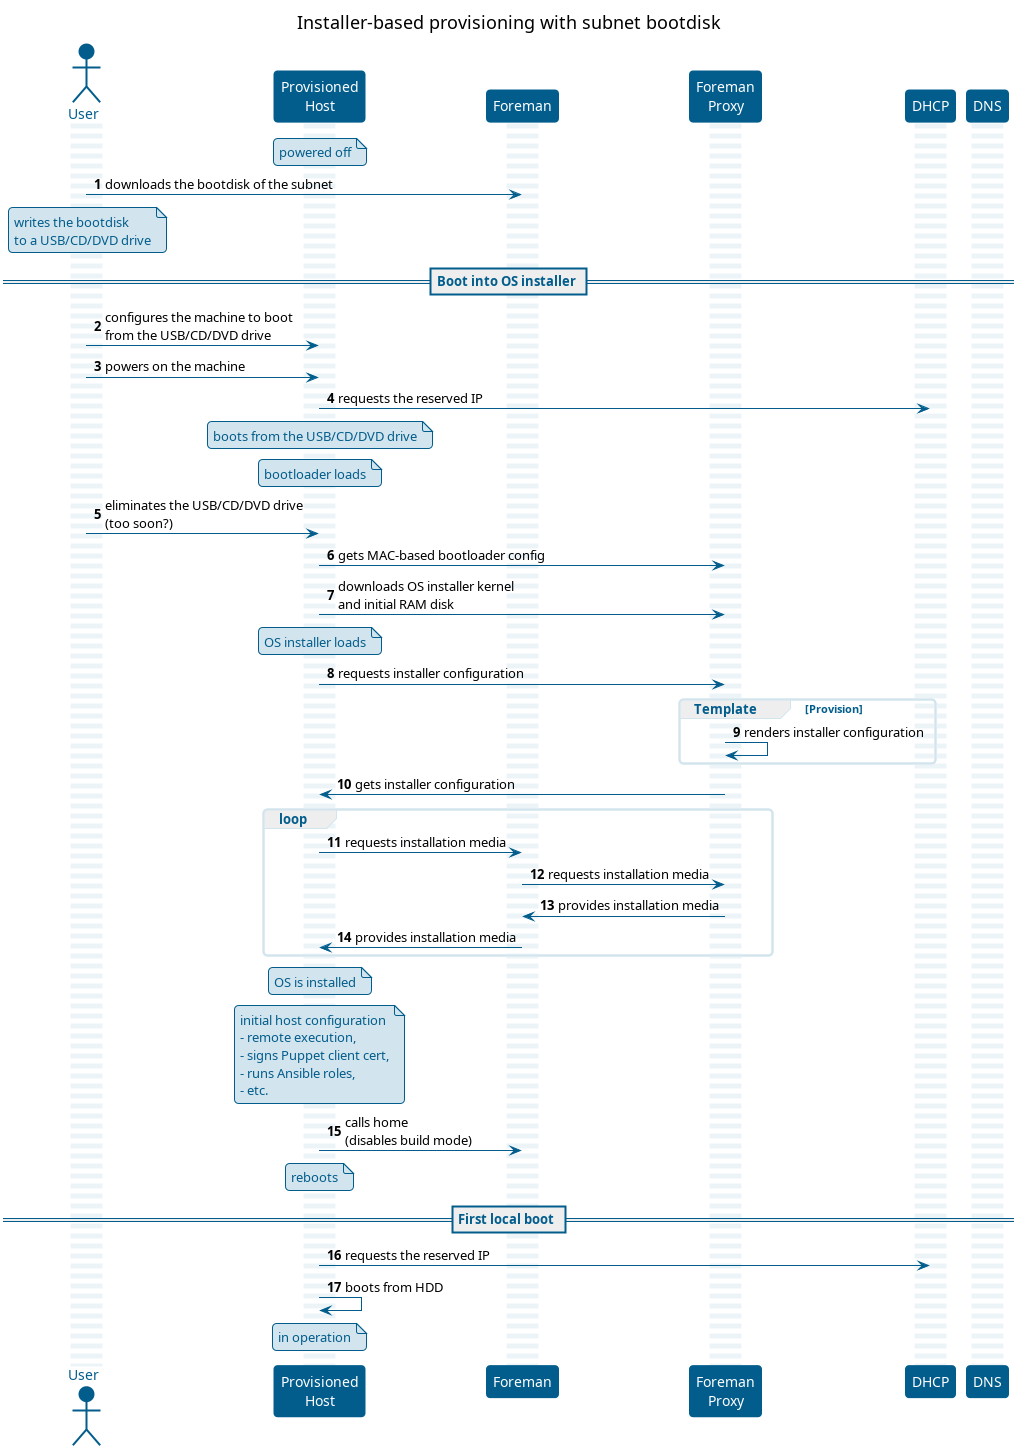 Installer-based provisioning with subnet bootdisk
User
Provisioned
Host
Foreman
Foreman
Proxy
DHCP
DNS
powered off
1 downloads the bootdisk of the subnet
writes the bootdisk
to a USB/CD/DVD drive
Boot into OS installer
2 configures the machine to boot
from the USB/CD/DVD drive
3 powers on the machine
4 requests the reserved IP
boots from the USB/CD/DVD drive
bootloader loads
5 eliminates the USB/CD/DVD drive
(too soon?)
6 gets MAC-based bootloader config
7 downloads OS installer kernel
and initial RAM disk
OS installer loads
8 requests installer configuration
Template [Provision]
9 renders installer configuration
10 gets installer configuration
loop
11 requests installation media
12 requests installation media
13 provides installation media
14 provides installation media
OS is installed
initial host configuration
- remote execution,
- signs Puppet client cert,
- runs Ansible roles,
- etc.
15 calls home
(disables build mode)
reboots
First local boot
16 requests the reserved IP
17 boots from HDD
in operation
User
Provisioned
Host
Foreman
Foreman
Proxy
DHCP
DNS